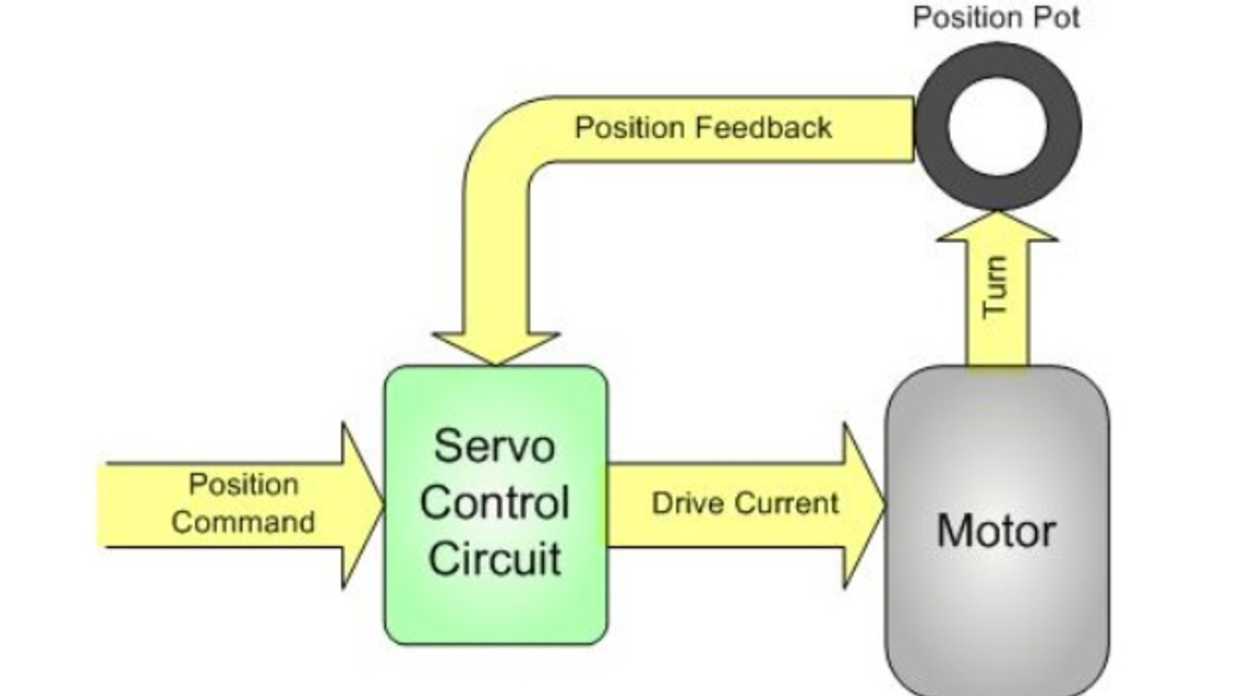 Position Pot
Position Feedback
Turn
Servo
Control
Circuit
Position
Command
Drive Current
Motor